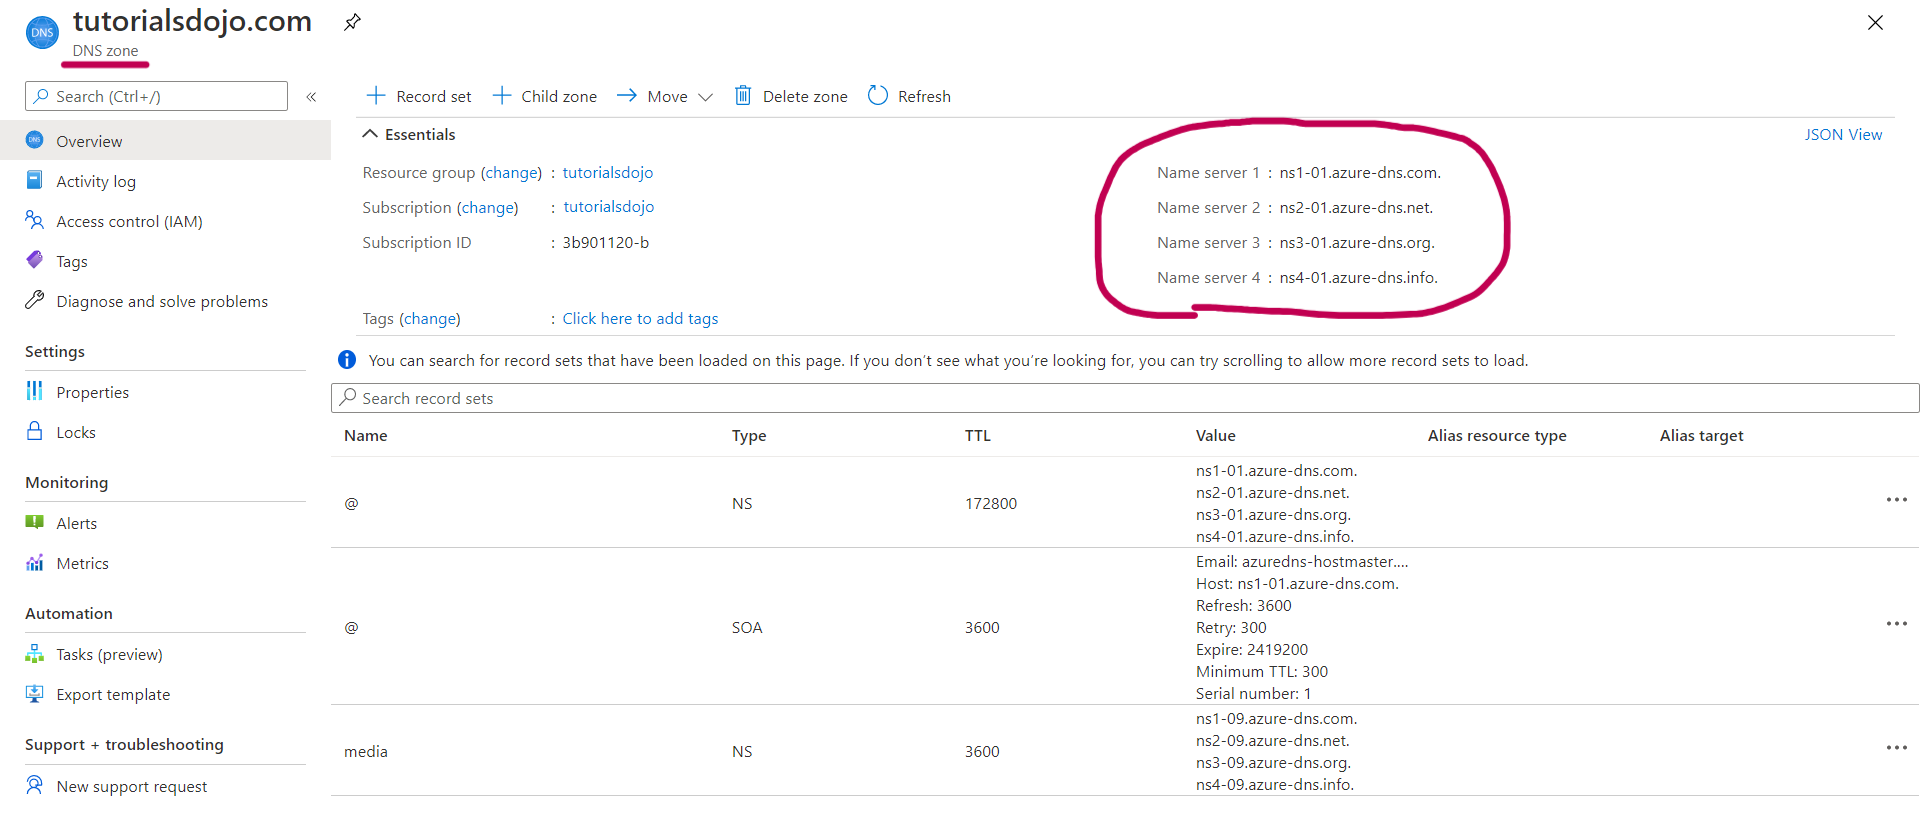 DNS
tutorialsdojo.com
DNS zone
Search (Ctrl+/)
«
Record set
Child zone
Move
Delete zone
Refresh
DNS
Overview
Activity log
Access control (IAM)
Tags
Diagnose and solve problems
Settings
Properties
Locks
Monitoring
Alerts
Metrics
Automation
Tasks (preview)
Export template
Support + troubleshooting
New support request
Essentials
JSON View
Resource group (change) : tutorialsdojo
Subscription (change) : tutorialsdojo
Subscription ID : 3b901120-b
Tags (change) : Click here to add tags
Name server 1 : ns1-01.azure-dns.com.
Name server 2 : ns2-01.azure-dns.net.
Name server 3 : ns3-01.azure-dns.org.
Name server 4 : ns4-01.azure-dns.info.
You can search for record sets that have been loaded on this page. If you don't see what you're looking for, you can try scrolling to allow more record sets to load.
Search record sets
Name Type TTL Value Alias resource type Alias target
@ NS 172800
ns1-01.azure-dns.com.
ns2-01.azure-dns.net.
ns3-01.azure-dns.org.
ns4-01.azure-dns.info.
@ SOA 3600
Email: azuredns-hostmaster....
Host: ns1-01.azure-dns.com.
Refresh: 3600
Retry: 300
Expire: 2419200
Minimum TTL: 300
Serial number: 1
media NS 3600
ns1-09.azure-dns.com.
ns2-09.azure-dns.net.
ns3-09.azure-dns.org.
ns4-09.azure-dns.info.